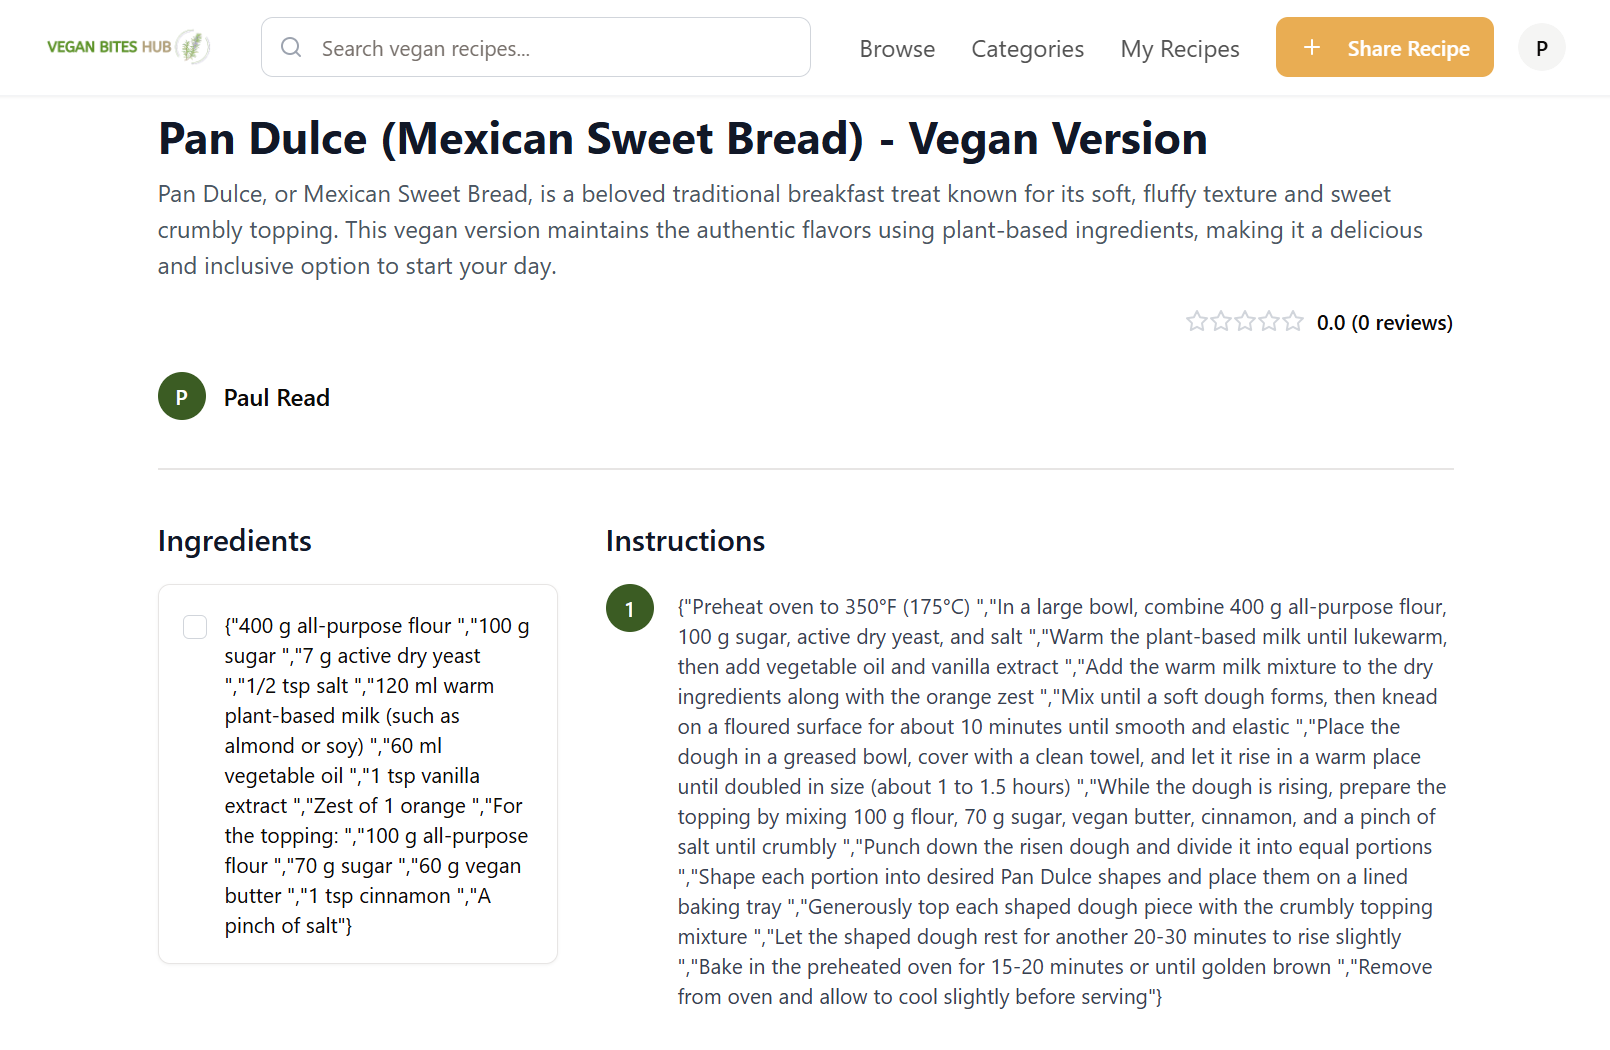 VEGAN BITES HUB
Search vegan recipes...
Browse
Categories
My Recipes
+ Share Recipe
P
Pan Dulce (Mexican Sweet Bread) - Vegan Version
Pan Dulce, or Mexican Sweet Bread, is a beloved traditional breakfast treat known for its soft, fluffy texture and sweet
crumbly topping. This vegan version maintains the authentic flavors using plant-based ingredients, making it a delicious
and inclusive option to start your day.
0.0 (0 reviews)
P
Paul Read
Ingredients
{"400 g all-purpose flour ","100 g
sugar ","7 g active dry yeast
","1/2 tsp salt ","120 ml warm
plant-based milk (such as
almond or soy) ","60 ml
vegetable oil ","1 tsp vanilla
extract ","Zest of 1 orange ","For
the topping: ","100 g all-purpose
flour ","70 g sugar ","60 g vegan
butter ","1 tsp cinnamon ","A
pinch of salt"}
Instructions
1
{"Preheat oven to 350°F (175°C) ","In a large bowl, combine 400 g all-purpose flour,
100 g sugar, active dry yeast, and salt ","Warm the plant-based milk until lukewarm,
then add vegetable oil and vanilla extract ","Add the warm milk mixture to the dry
ingredients along with the orange zest ","Mix until a soft dough forms, then knead
on a floured surface for about 10 minutes until smooth and elastic ","Place the
dough in a greased bowl, cover with a clean towel, and let it rise in a warm place
until doubled in size (about 1 to 1.5 hours) ","While the dough is rising, prepare the
topping by mixing 100 g flour, 70 g sugar, vegan butter, cinnamon, and a pinch of
salt until crumbly ","Punch down the risen dough and divide it into equal portions
","Shape each portion into desired Pan Dulce shapes and place them on a lined
baking tray ","Generously top each shaped dough piece with the crumbly topping
mixture ","Let the shaped dough rest for another 20-30 minutes to rise slightly
","Bake in the preheated oven for 15-20 minutes or until golden brown ","Remove
from oven and allow to cool slightly before serving"}